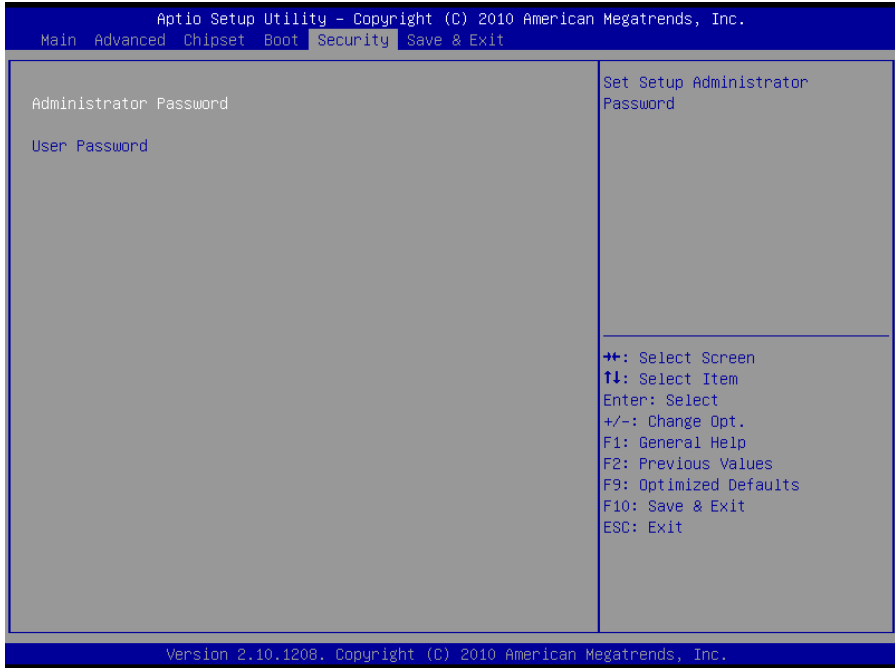 Aptio Setup Utility – Copyright (C) 2010 American Megatrends, Inc.
Main Advanced Chipset Boot Security Save & Exit
Administrator Password
User Password
Set Setup Administrator
Password
→←: Select Screen
↑↓: Select Item
Enter: Select
+/-: Change Opt.
F1: General Help
F2: Previous Values
F9: Optimized Defaults
F10: Save & Exit
ESC: Exit
Version 2.10.1208. Copyright (C) 2010 American Megatrends, Inc.